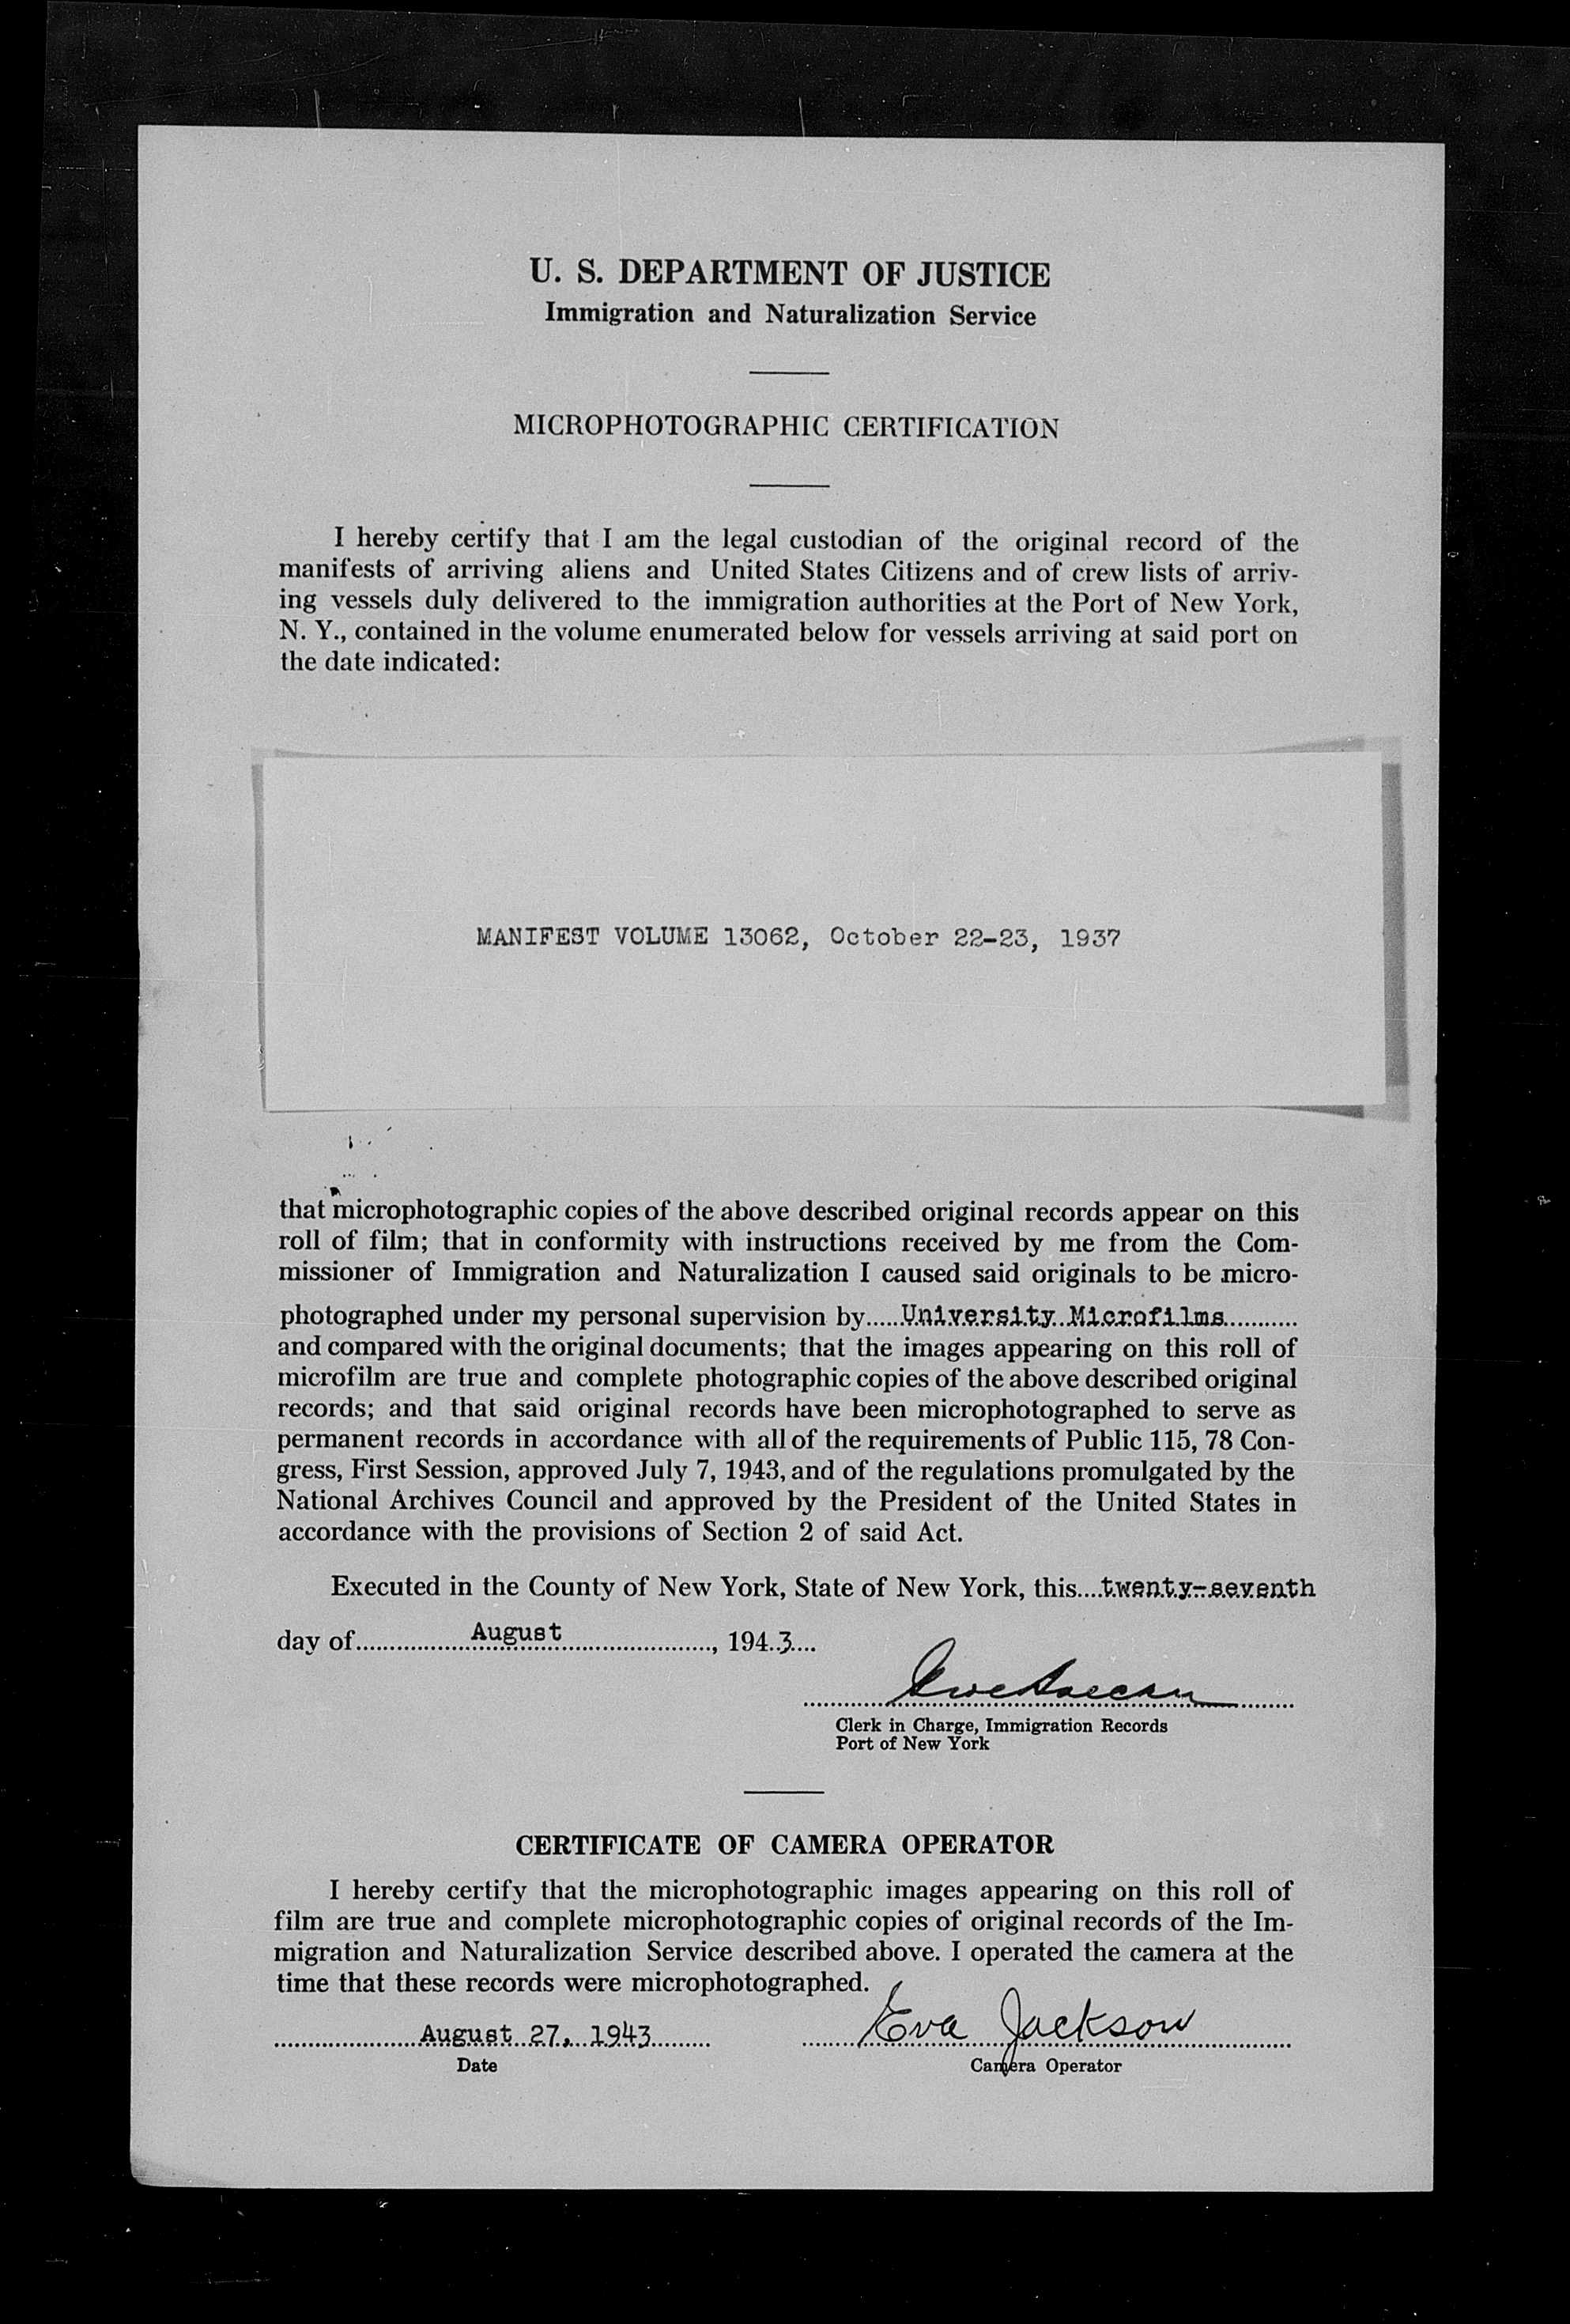 U. S. DEPARTMENT OF JUSTICE
Immigration and Naturalization Service
MICROPHOTOGRAPHIC CERTIFICATION
I hereby certify that I am the legal custodian of the original record of the
manifests of arriving aliens and United States Citizens and of crew lists of arriv-
ing vessels duly delivered to the immigration authorities at the Port of New York,
N. Y., contained in the volume enumerated below for vessels arriving at said port on
the date indicated:
MANIFEST VOLUME 13062, October 22-23, 1937
that microphotographic copies of the above described original records appear on this
roll of film; that in conformity with instructions received by me from the Com-
missioner of Immigration and Naturalization I caused said originals to be micro-
photographed under my personal supervision by University Microfilms
and compared with the original documents; that the images appearing on this roll of
microfilm are true and complete photographic copies of the above described original
records; and that said original records have been microphotographed to serve as
permanent records in accordance with all of the requirements of Public 115, 78 Con-
gress, First Session, approved July 7, 1943, and of the regulations promulgated by the
National Archives Council and approved by the President of the United States in
accordance with the provisions of Section 2 of said Act.
Executed in the County of New York, State of New York, this twenty-seventh
day of August, 1943
Clerk in Charge, Immigration Records
Port of New York
CERTIFICATE OF CAMERA OPERATOR
I hereby certify that the microphotographic images appearing on this roll of
film are true and complete microphotographic copies of original records of the Im-
migration and Naturalization Service described above. I operated the camera at the
time that these records were microphotographed.
August 27, 1943 Eva Jackson
Date Camera Operator